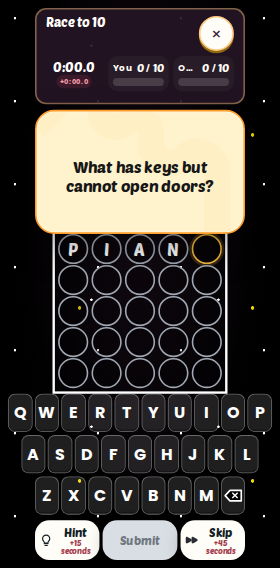 Race to 10
×
0:00.0
+0:00.0
You 0 / 10
O... 0 / 10
What has keys but
cannot open doors?
P I A N
Q W E R T Y U I O P
A S D F G H J K L
Z X C V B N M
Hint
+15
seconds
Submit
Skip
+45
seconds